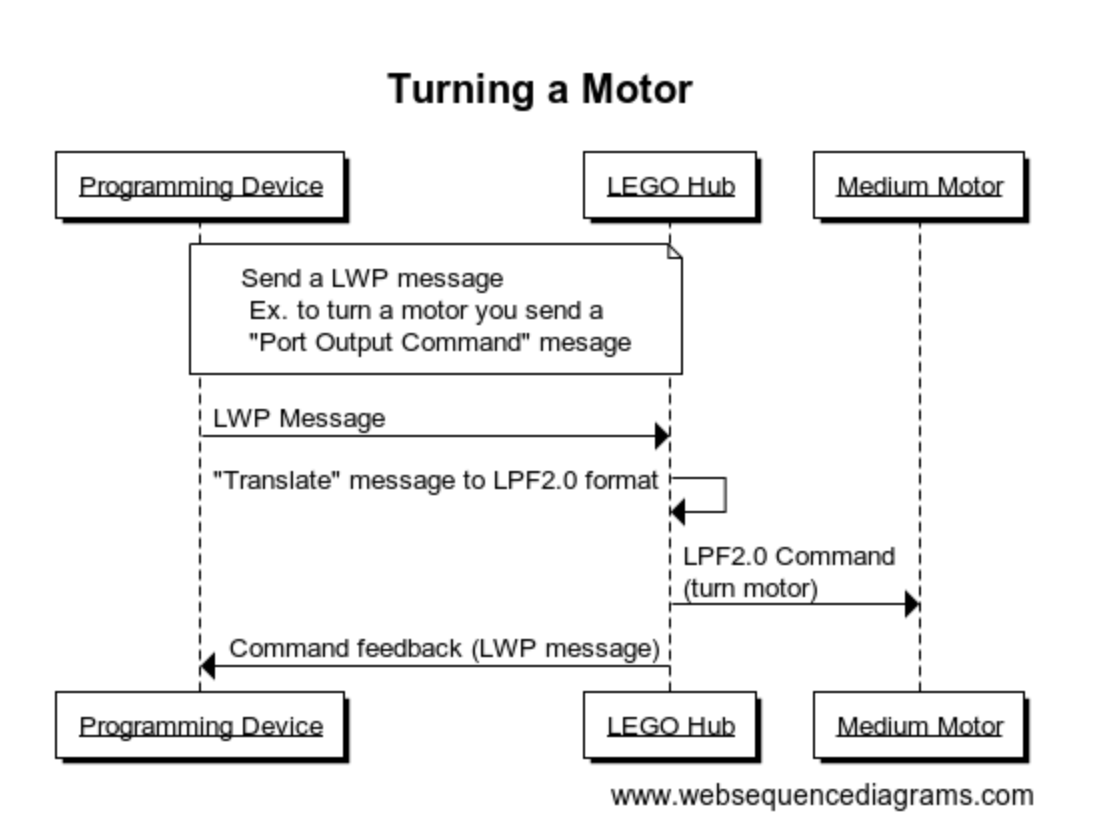 Turning a Motor
Programming Device
LEGO Hub
Medium Motor
Send a LWP message
Ex. to turn a motor you send a
"Port Output Command" mesage
LWP Message
"Translate" message to LPF2.0 format
LPF2.0 Command
(turn motor)
Command feedback (LWP message)
Programming Device
LEGO Hub
Medium Motor
www.websequencediagrams.com